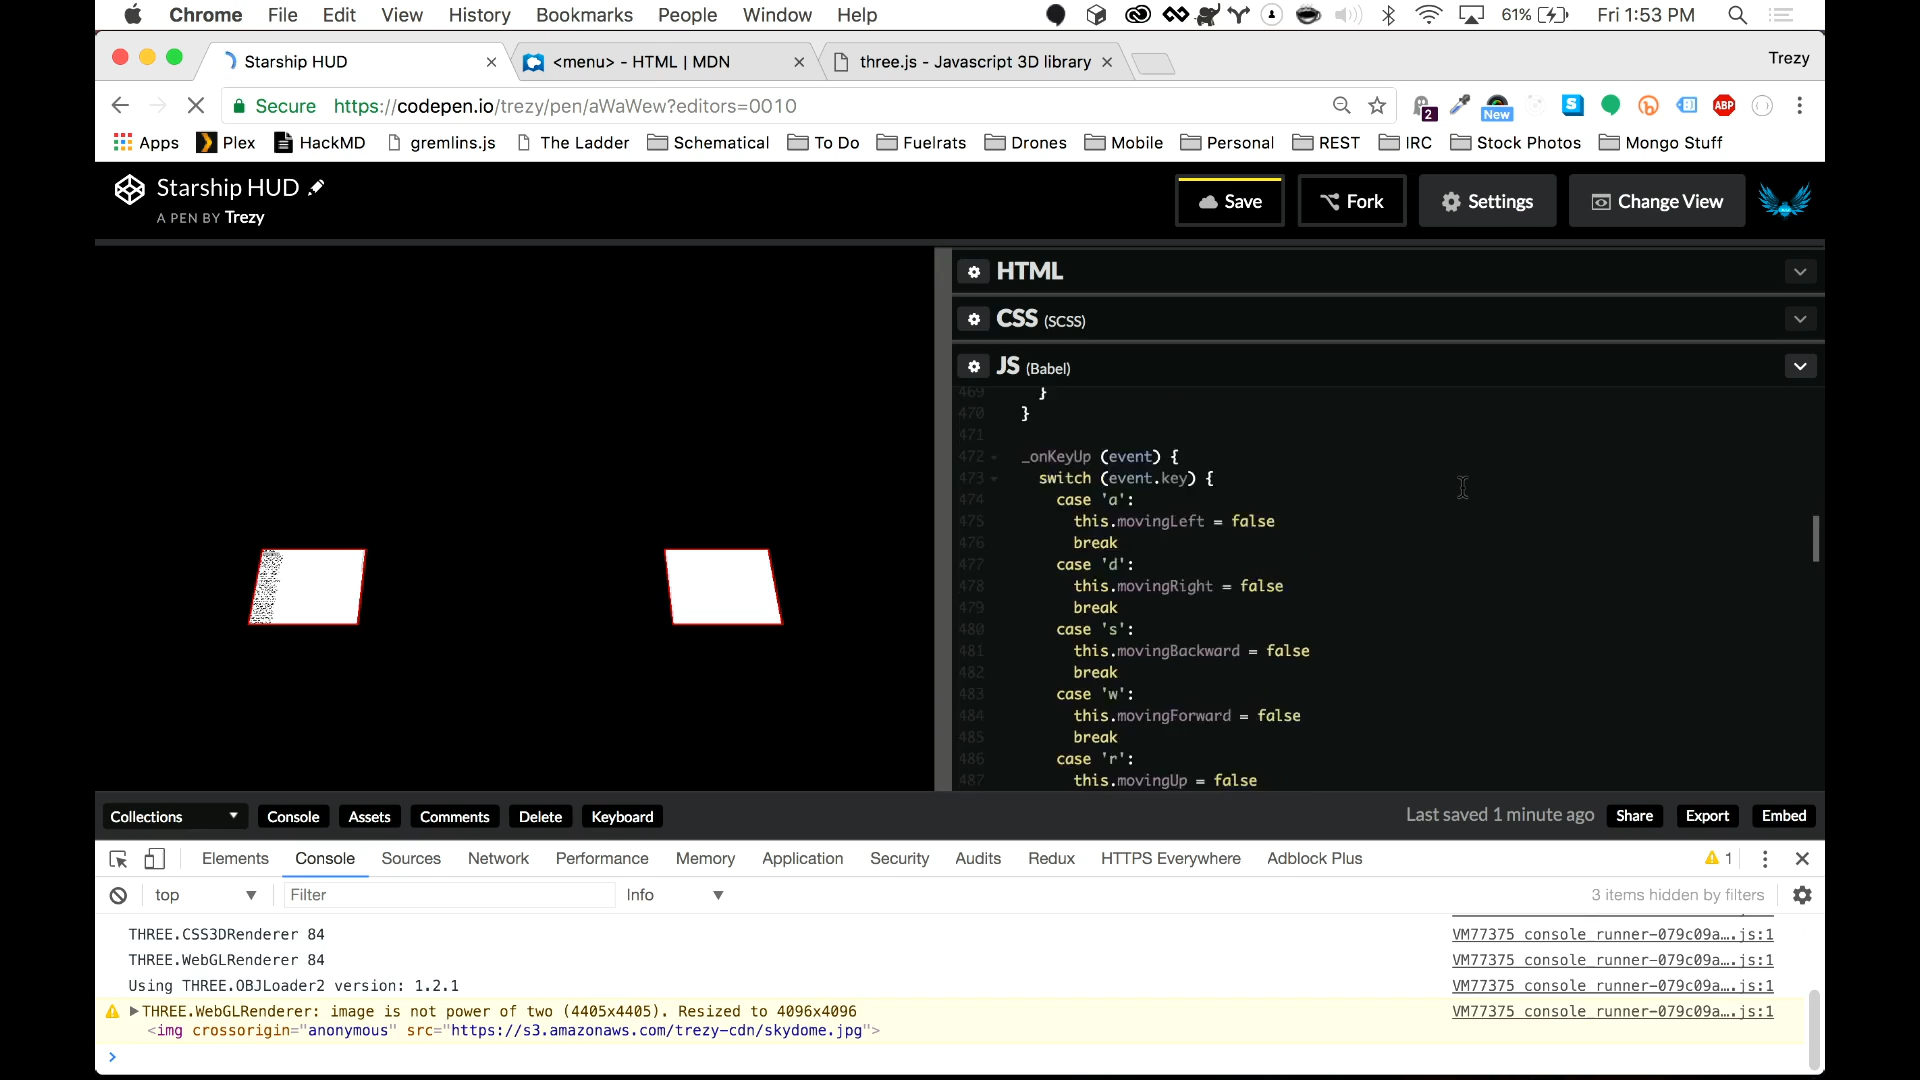 Chrome File Edit View History Bookmarks People Window Help 61% Fri 1:53 PM
Starship HUD <menu> - HTML | MDN three.js - Javascript 3D library Trezy
Secure https://codepen.io/trezy/pen/aWaWew?editors=0010 2 New S ABP
Apps Plex HackMD gremlins.js The Ladder Schematical To Do Fuelrats Drones Mobile Personal REST IRC Stock Photos Mongo Stuff
Starship HUD
A PEN BY Trezy
Save Fork Settings Change View
HTML
CSS (SCSS)
JS (Babel)
469 }
470 }
471
472 _onKeyUp (event) {
473 switch (event.key) {
474 case 'a':
475 this.movingLeft = false
476 break
477 case 'd':
478 this.movingRight = false
479 break
480 case 's':
481 this.movingBackward = false
482 break
483 case 'w':
484 this.movingForward = false
485 break
486 case 'r':
487 this.movingUp = false
Collections Console Assets Comments Delete Keyboard Last saved 1 minute ago Share Export Embed
Elements Console Sources Network Performance Memory Application Security Audits Redux HTTPS Everywhere Adblock Plus 1
top Filter Info 3 items hidden by filters
THREE.CSS3DRenderer 84 VM77375 console_runner-079c09a….js:1
THREE.WebGLRenderer 84 VM77375 console_runner-079c09a….js:1
Using THREE.OBJLoader2 version: 1.2.1 VM77375 console_runner-079c09a….js:1
THREE.WebGLRenderer: image is not power of two (4405x4405). Resized to 4096x4096 VM77375 console_runner-079c09a….js:1
<img crossorigin="anonymous" src="https://s3.amazonaws.com/trezy-cdn/skydome.jpg">